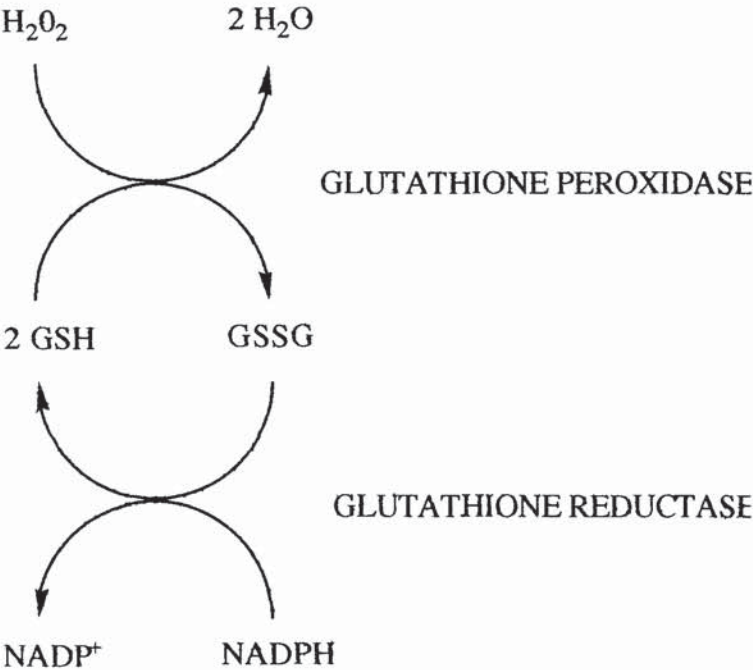 H₂0₂ 2 H₂O
GLUTATHIONE PEROXIDASE
2 GSH GSSG
GLUTATHIONE REDUCTASE
NADP⁺ NADPH